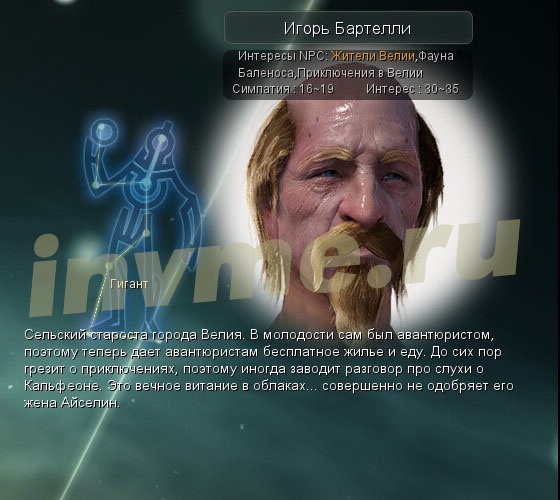 Игорь Бартелли
Интересы NPC: Жители Велии,Фауна
Баленоса,Приключения в Велии
Симпатия : 16~19 Интерес : 30~35
invme.ru
Гигант
Сельский староста города Велия. В молодости сам был авантюристом,
поэтому теперь дает авантюристам бесплатное жилье и еду. До сих пор
грезит о приключениях, поэтому иногда заводит разговор про слухи о
Кальфеоне. Это вечное витание в облаках... совершенно не одобряет его
жена Айселин.